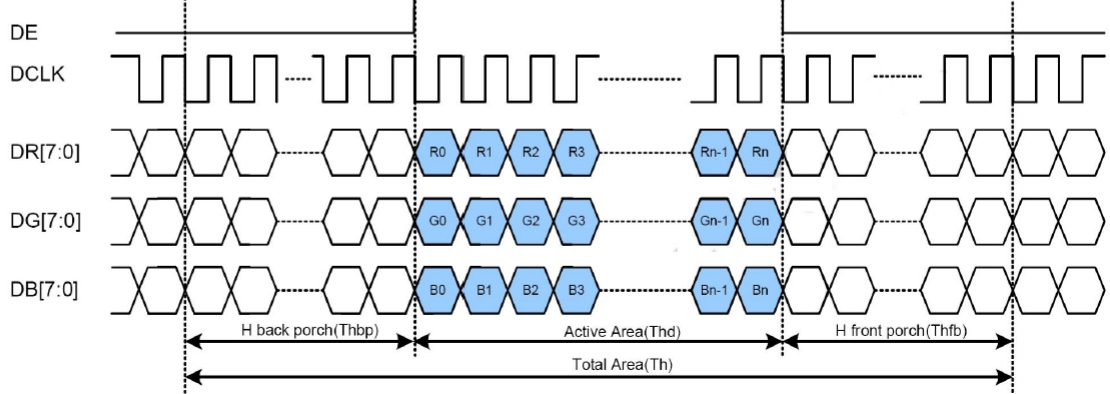 DE
DCLK
DR[7:0] R0 R1 R2 R3 Rn-1 Rn
DG[7:0] G0 G1 G2 G3 Gn-1 Gn
DB[7:0] B0 B1 B2 B3 Bn-1 Bn
H back porch(Thbp) Active Area(Thd) H front porch(Thfb)
Total Area(Th)